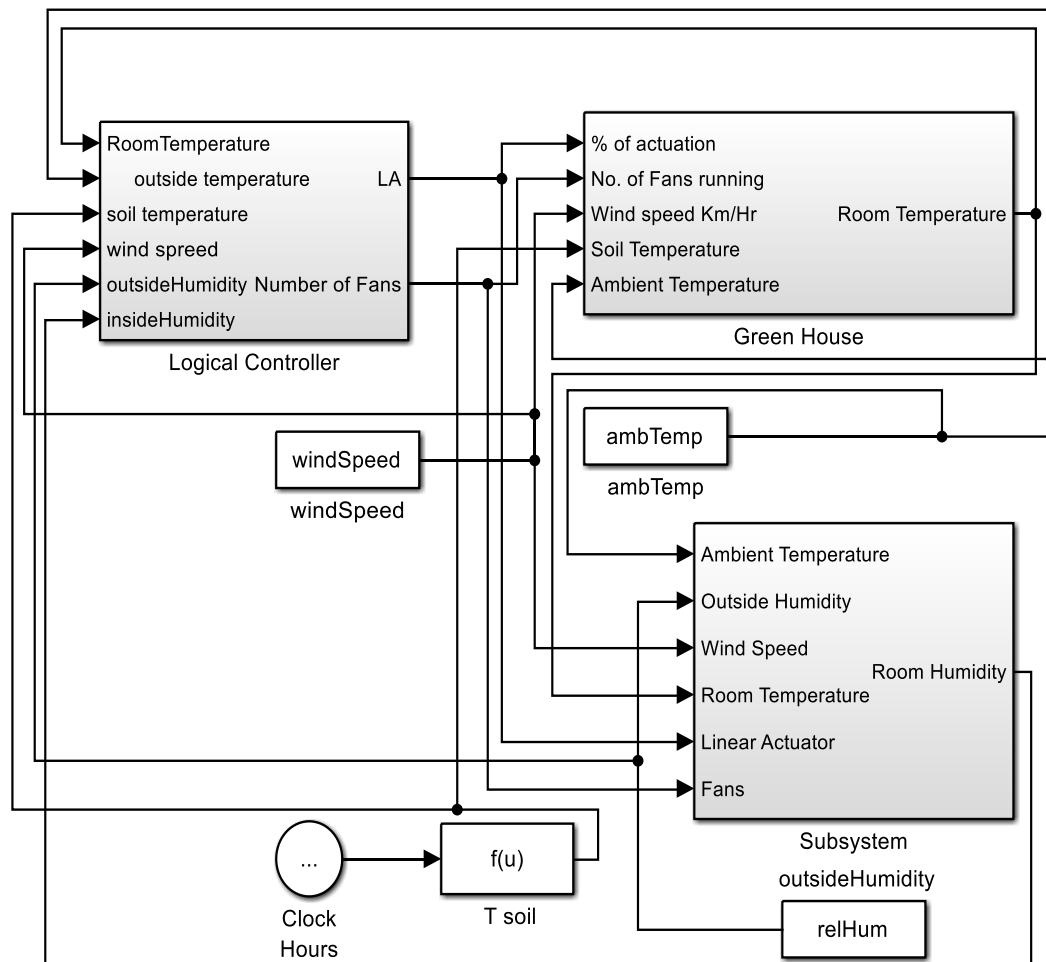 RoomTemperature
outside temperature
soil temperature
wind spreed
outsideHumidity
insideHumidity
LA
Number of Fans
Logical Controller
% of actuation
No. of Fans running
Wind speed Km/Hr
Soil Temperature
Ambient Temperature
Room Temperature
Green House
windSpeed
windSpeed
ambTemp
ambTemp
Ambient Temperature
Outside Humidity
Wind Speed
Room Temperature
Linear Actuator
Fans
Room Humidity
Subsystem
...
Clock
Hours
f(u)
T soil
outsideHumidity
relHum